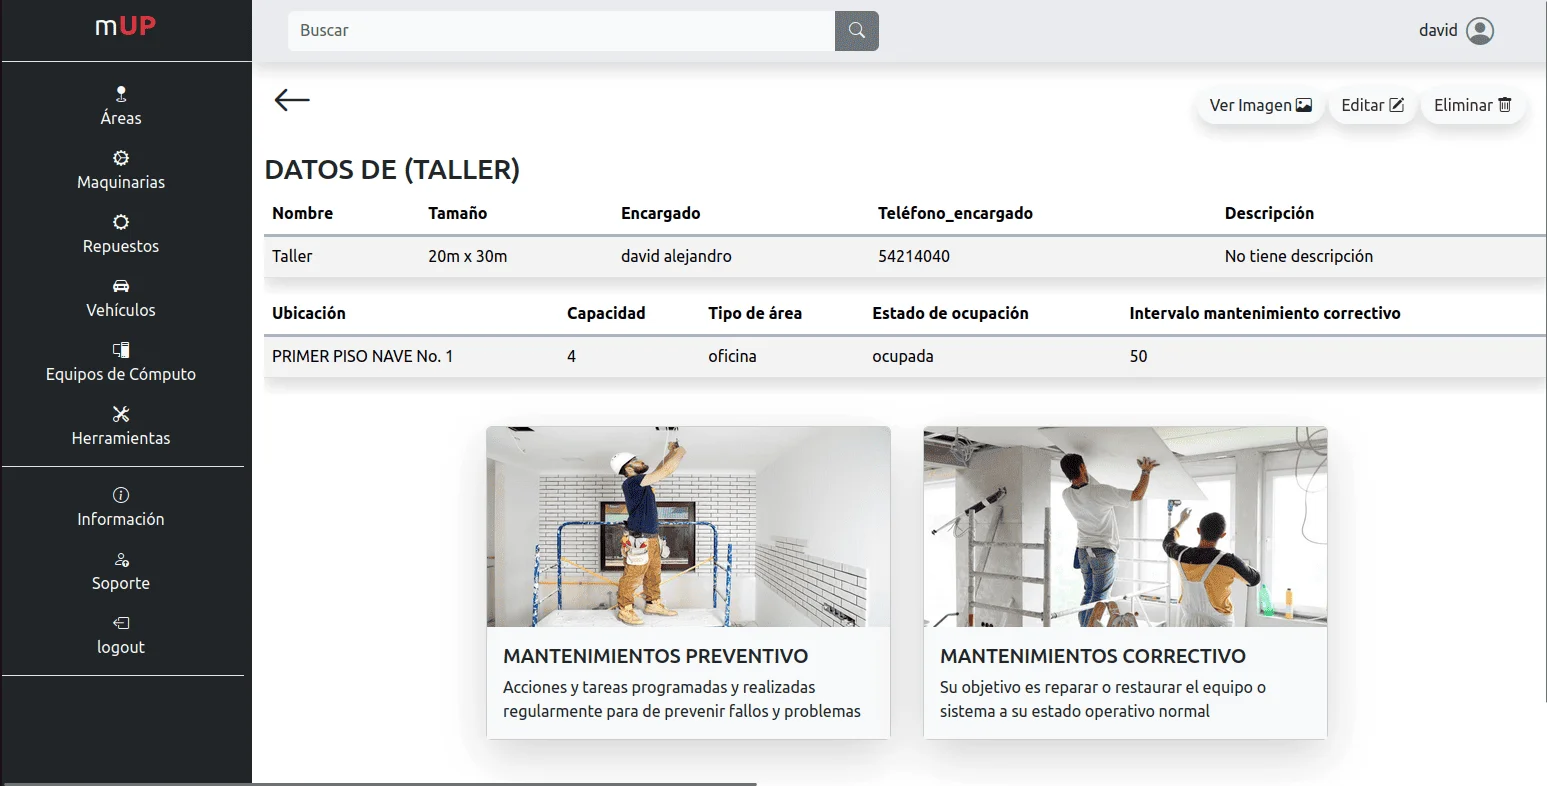 mUP
Buscar
david
Áreas
Maquinarias
Repuestos
Vehículos
Equipos de Cómputo
Herramientas
Información
Soporte
logout
Ver Imagen
Editar
Eliminar
DATOS DE (TALLER)
Nombre Tamaño Encargado Teléfono_encargado Descripción
Taller 20m x 30m david alejandro 54214040 No tiene descripción
Ubicación Capacidad Tipo de área Estado de ocupación Intervalo mantenimiento correctivo
PRIMER PISO NAVE No. 1 4 oficina ocupada 50
MANTENIMIENTOS PREVENTIVO
Acciones y tareas programadas y realizadas
regularmente para de prevenir fallos y problemas
MANTENIMIENTOS CORRECTIVO
Su objetivo es reparar o restaurar el equipo o
sistema a su estado operativo normal